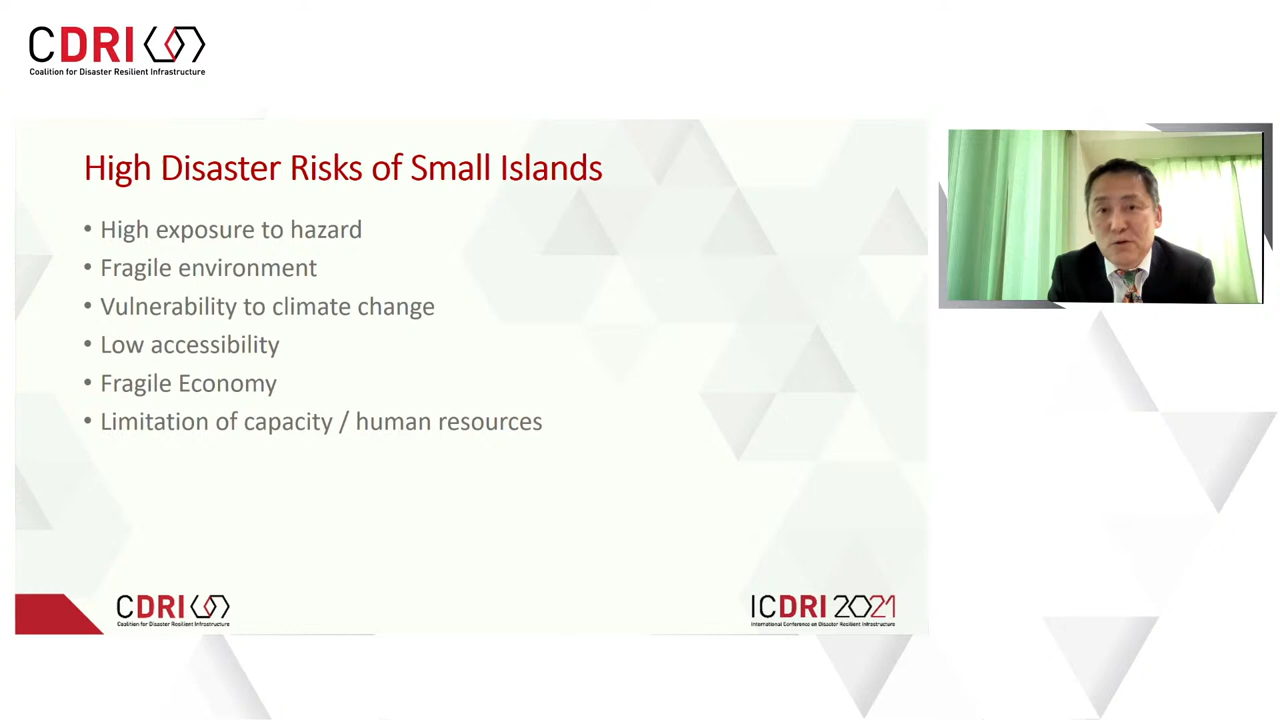 CDRI
Coalition for Disaster Resilient Infrastructure
High Disaster Risks of Small Islands
• High exposure to hazard
• Fragile environment
• Vulnerability to climate change
• Low accessibility
• Fragile Economy
• Limitation of capacity / human resources
CDRI
Coalition for Disaster Resilient Infrastructure
ICDRI 2021
International Conference on Disaster Resilient Infrastructure